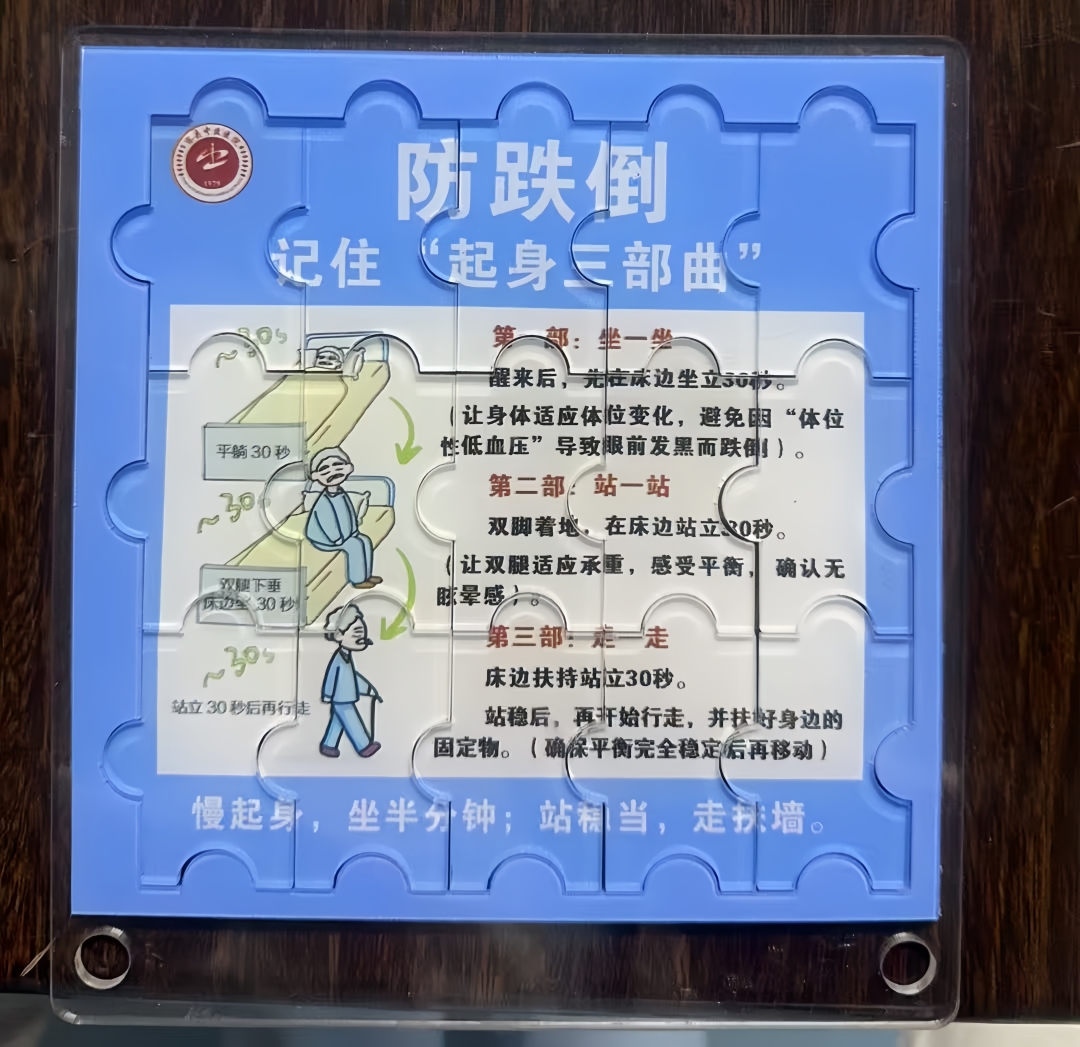 防跌倒
记住“起身三部曲”
~30s
平躺 30 秒
~30s
双腿下垂
床边坐 30 秒
~30s
站立 30 秒后再行走
第一部：坐一坐
醒来后，先在床边坐立30秒。
（让身体适应体位变化，避免因“体位
性低血压”导致眼前发黑而跌倒）。
第二部：站一站
双脚着地，在床边站立30秒。
（让双腿适应承重，感受平衡，确认无
眩晕感）。
第三部：走一走
床边扶持站立30秒。
站稳后，再开始行走，并扶好身边的
固定物。（确保平衡完全稳定后再移动）
慢起身，坐半分钟；站稳当，走扶墙。